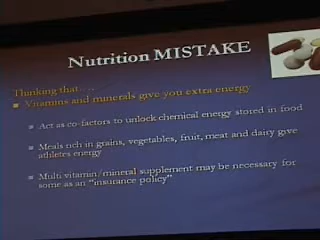 Nutrition MISTAKE
Thinking that….
Vitamins and minerals give you extra energy
Act as co-factors to unlock chemical energy stored in food
Meals rich in grains, vegetables, fruit, meat and dairy give
athletes energy
Multi vitamin/mineral supplement may be necessary for
some as an "insurance policy"